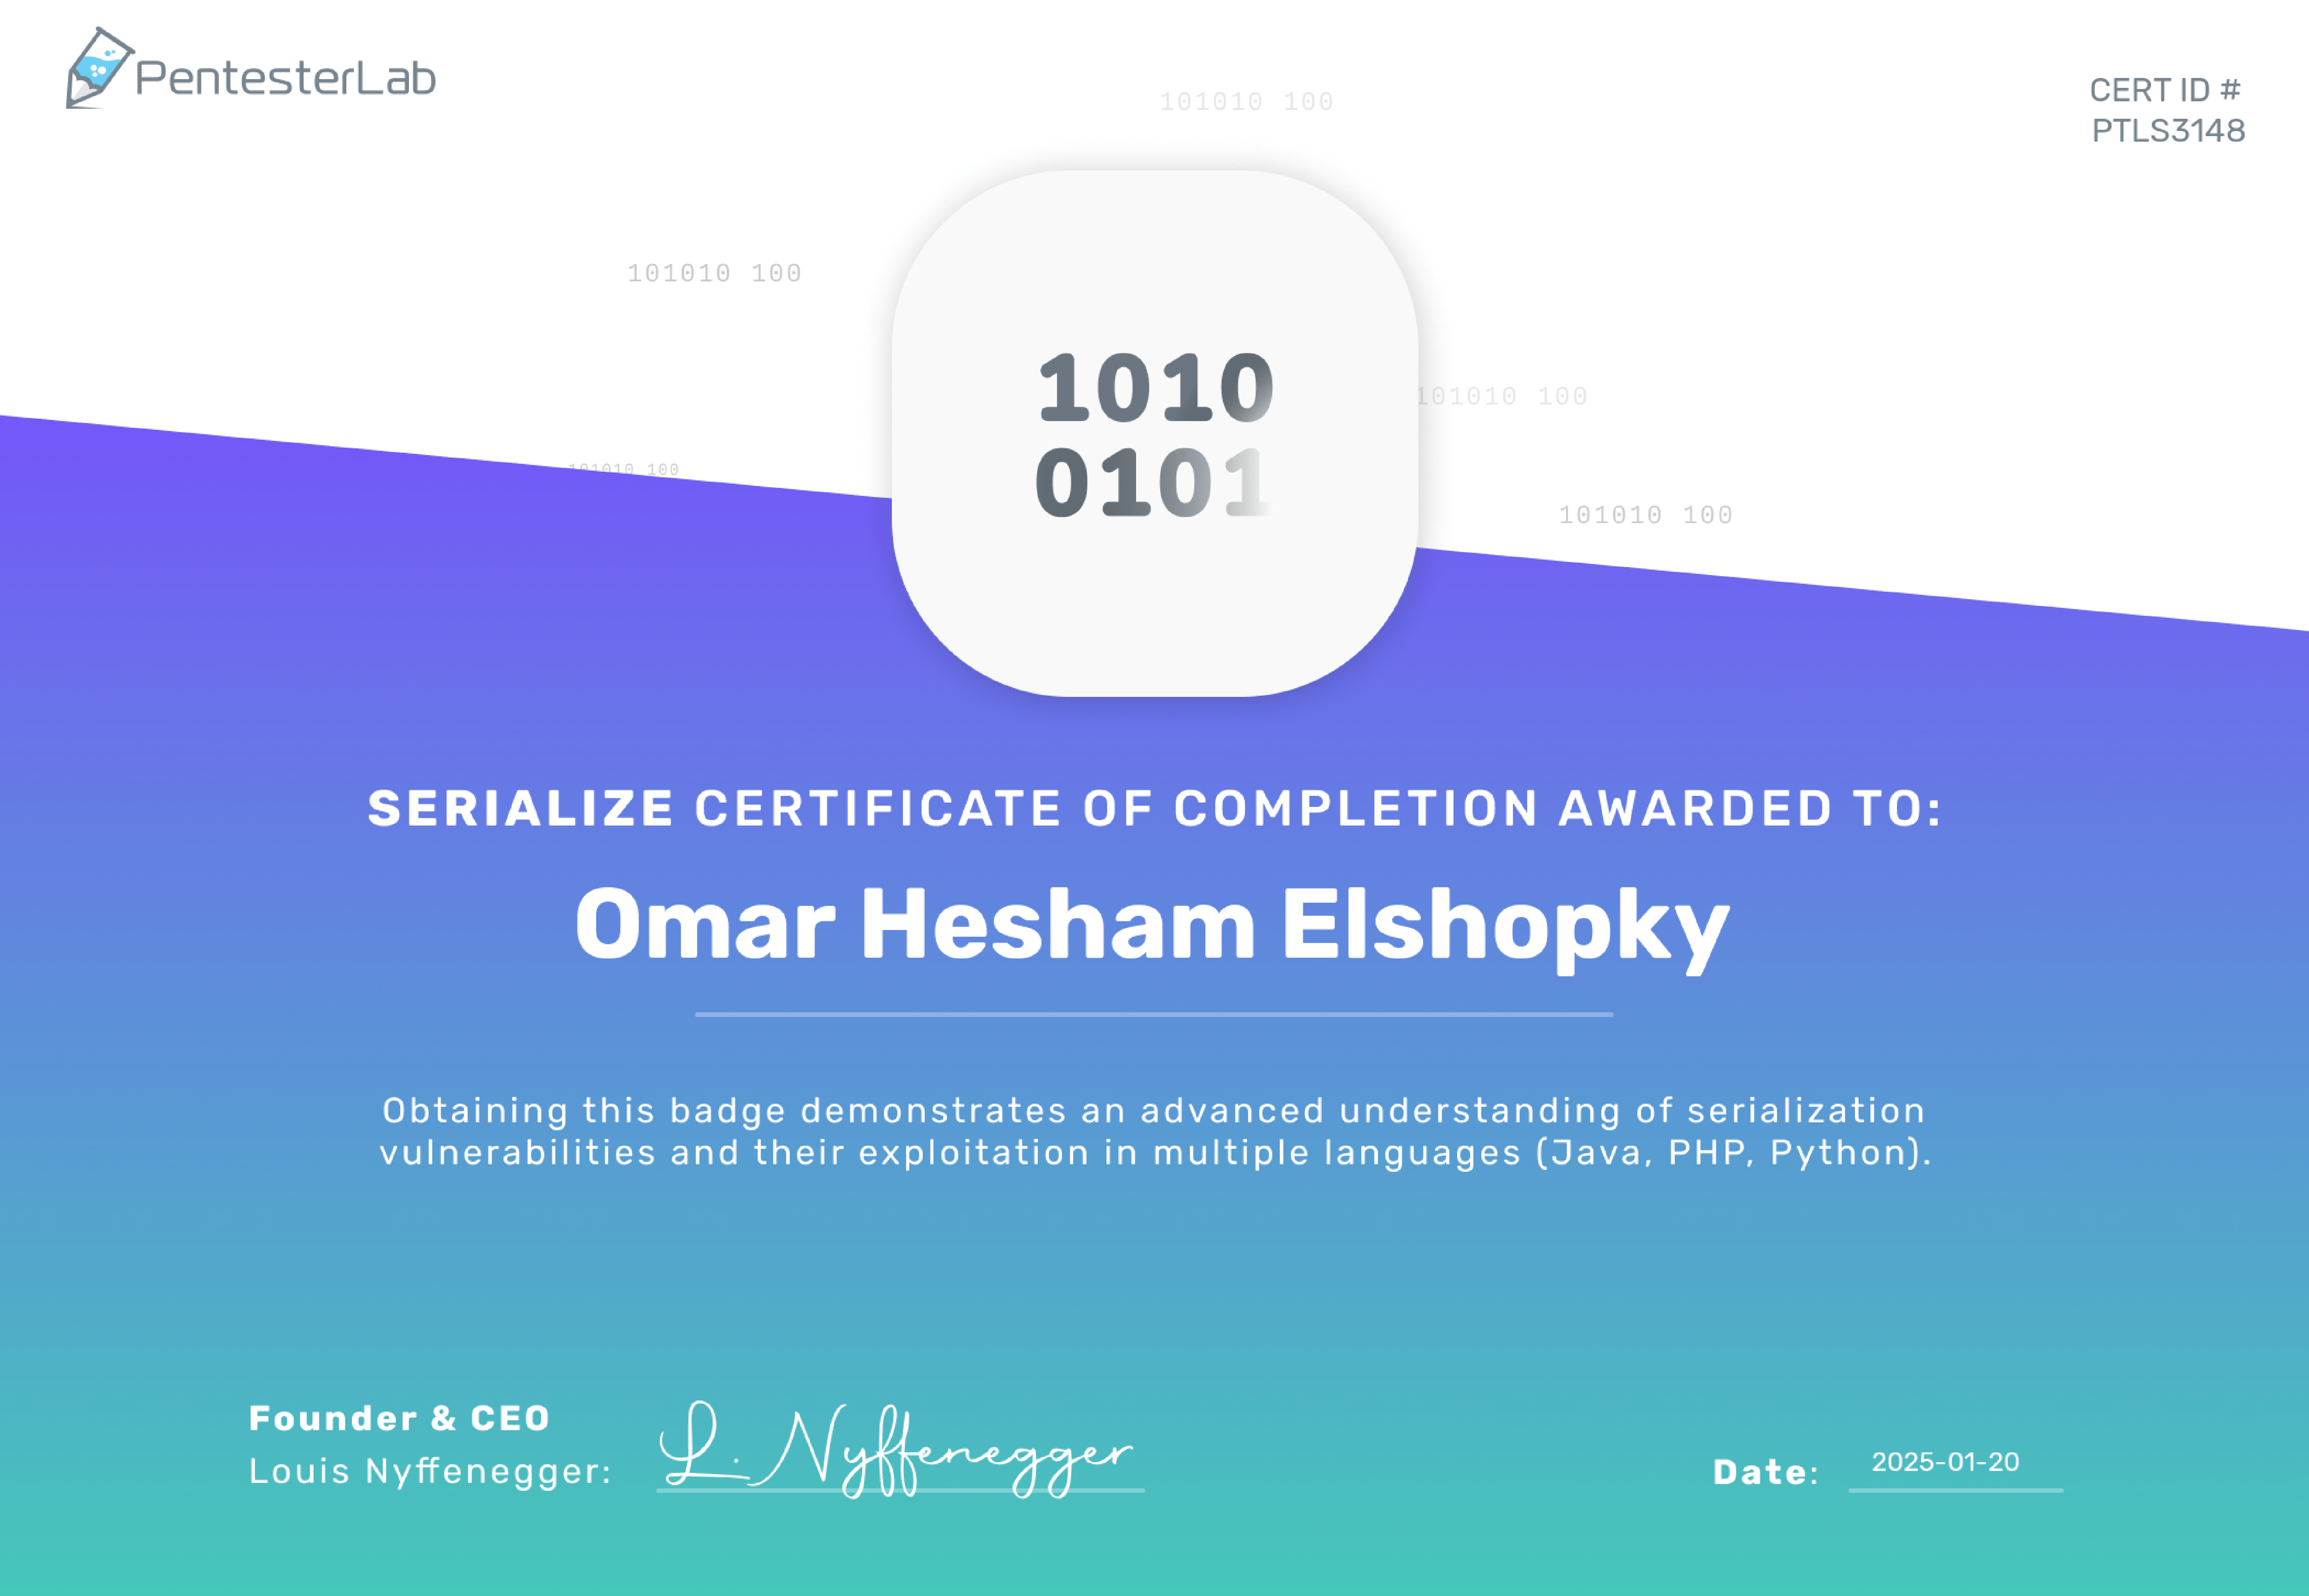 PentesterLab
CERT ID #
PTLS3148
101010 100
101010 100
101010 100
101010 100
101010 100
1010
0101
SERIALIZE CERTIFICATE OF COMPLETION AWARDED TO:
Omar Hesham Elshopky
Obtaining this badge demonstrates an advanced understanding of serialization
vulnerabilities and their exploitation in multiple languages (Java, PHP, Python).
Founder & CEO
Louis Nyffenegger:
L. Nyffenegger
Date:
2025-01-20